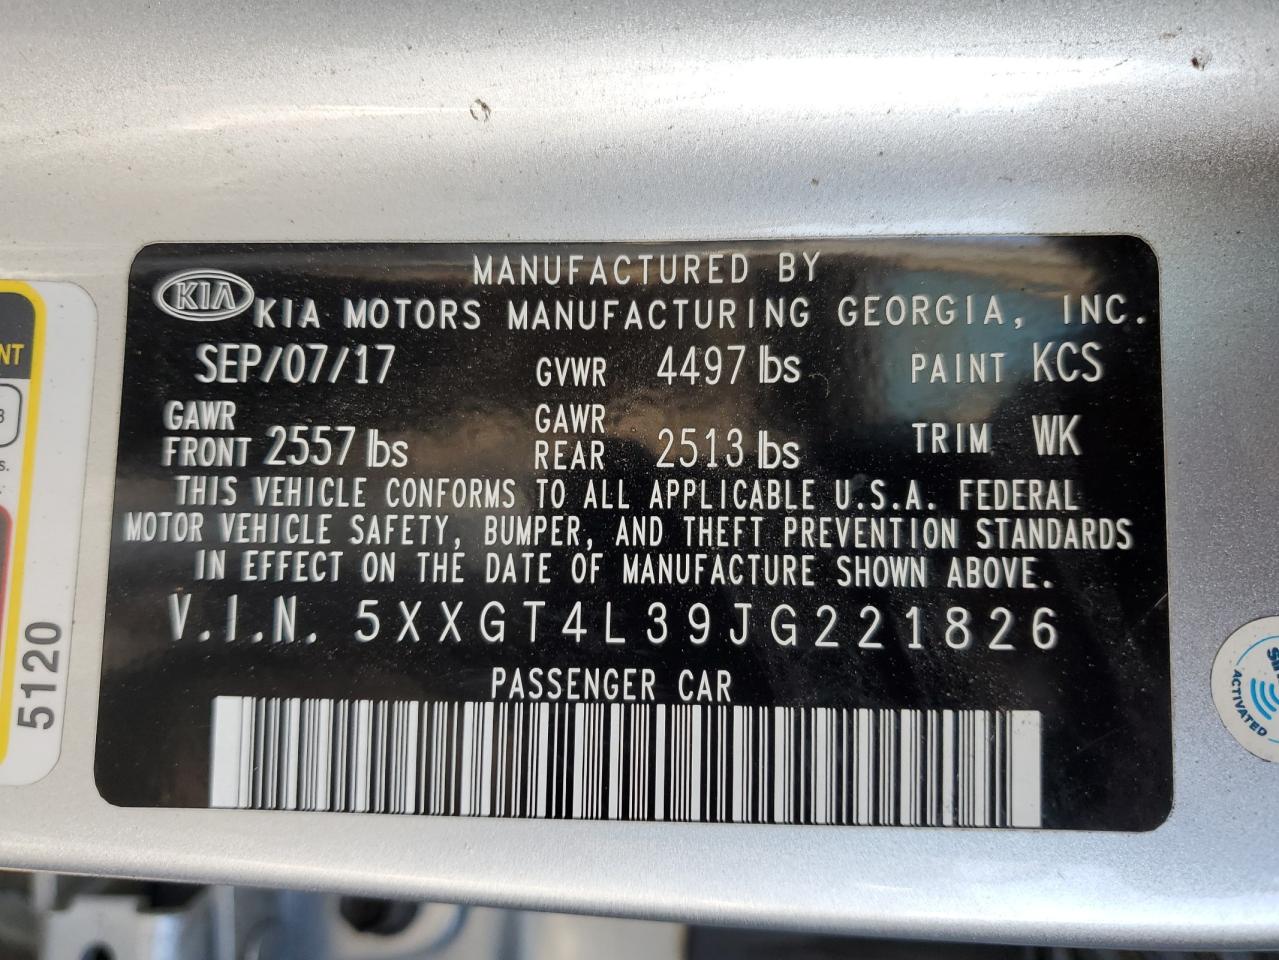 MANUFACTURED BY
KIA
KIA MOTORS MANUFACTURING GEORGIA, INC.
SEP/07/17 GVWR 4497 lbs PAINT KCS
GAWR FRONT 2557 lbs GAWR REAR 2513 lbs TRIM WK
THIS VEHICLE CONFORMS TO ALL APPLICABLE U.S.A. FEDERAL
MOTOR VEHICLE SAFETY, BUMPER, AND THEFT PREVENTION STANDARDS
IN EFFECT ON THE DATE OF MANUFACTURE SHOWN ABOVE.
V.I.N. 5XXGT4L39JG221826
PASSENGER CAR
5120
ACTIVATED